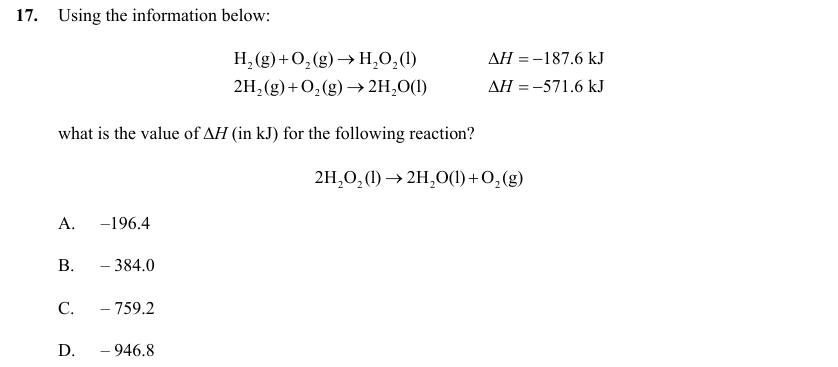 17. Using the information below:
H₂(g)+O₂(g)→H₂O₂(l) ΔH = −187.6 kJ
2H₂(g)+O₂(g)→2H₂O(l) ΔH = −571.6 kJ
what is the value of ΔH (in kJ) for the following reaction?
2H₂O₂(l)→2H₂O(l)+O₂(g)
A. –196.4
B. – 384.0
C. – 759.2
D. – 946.8